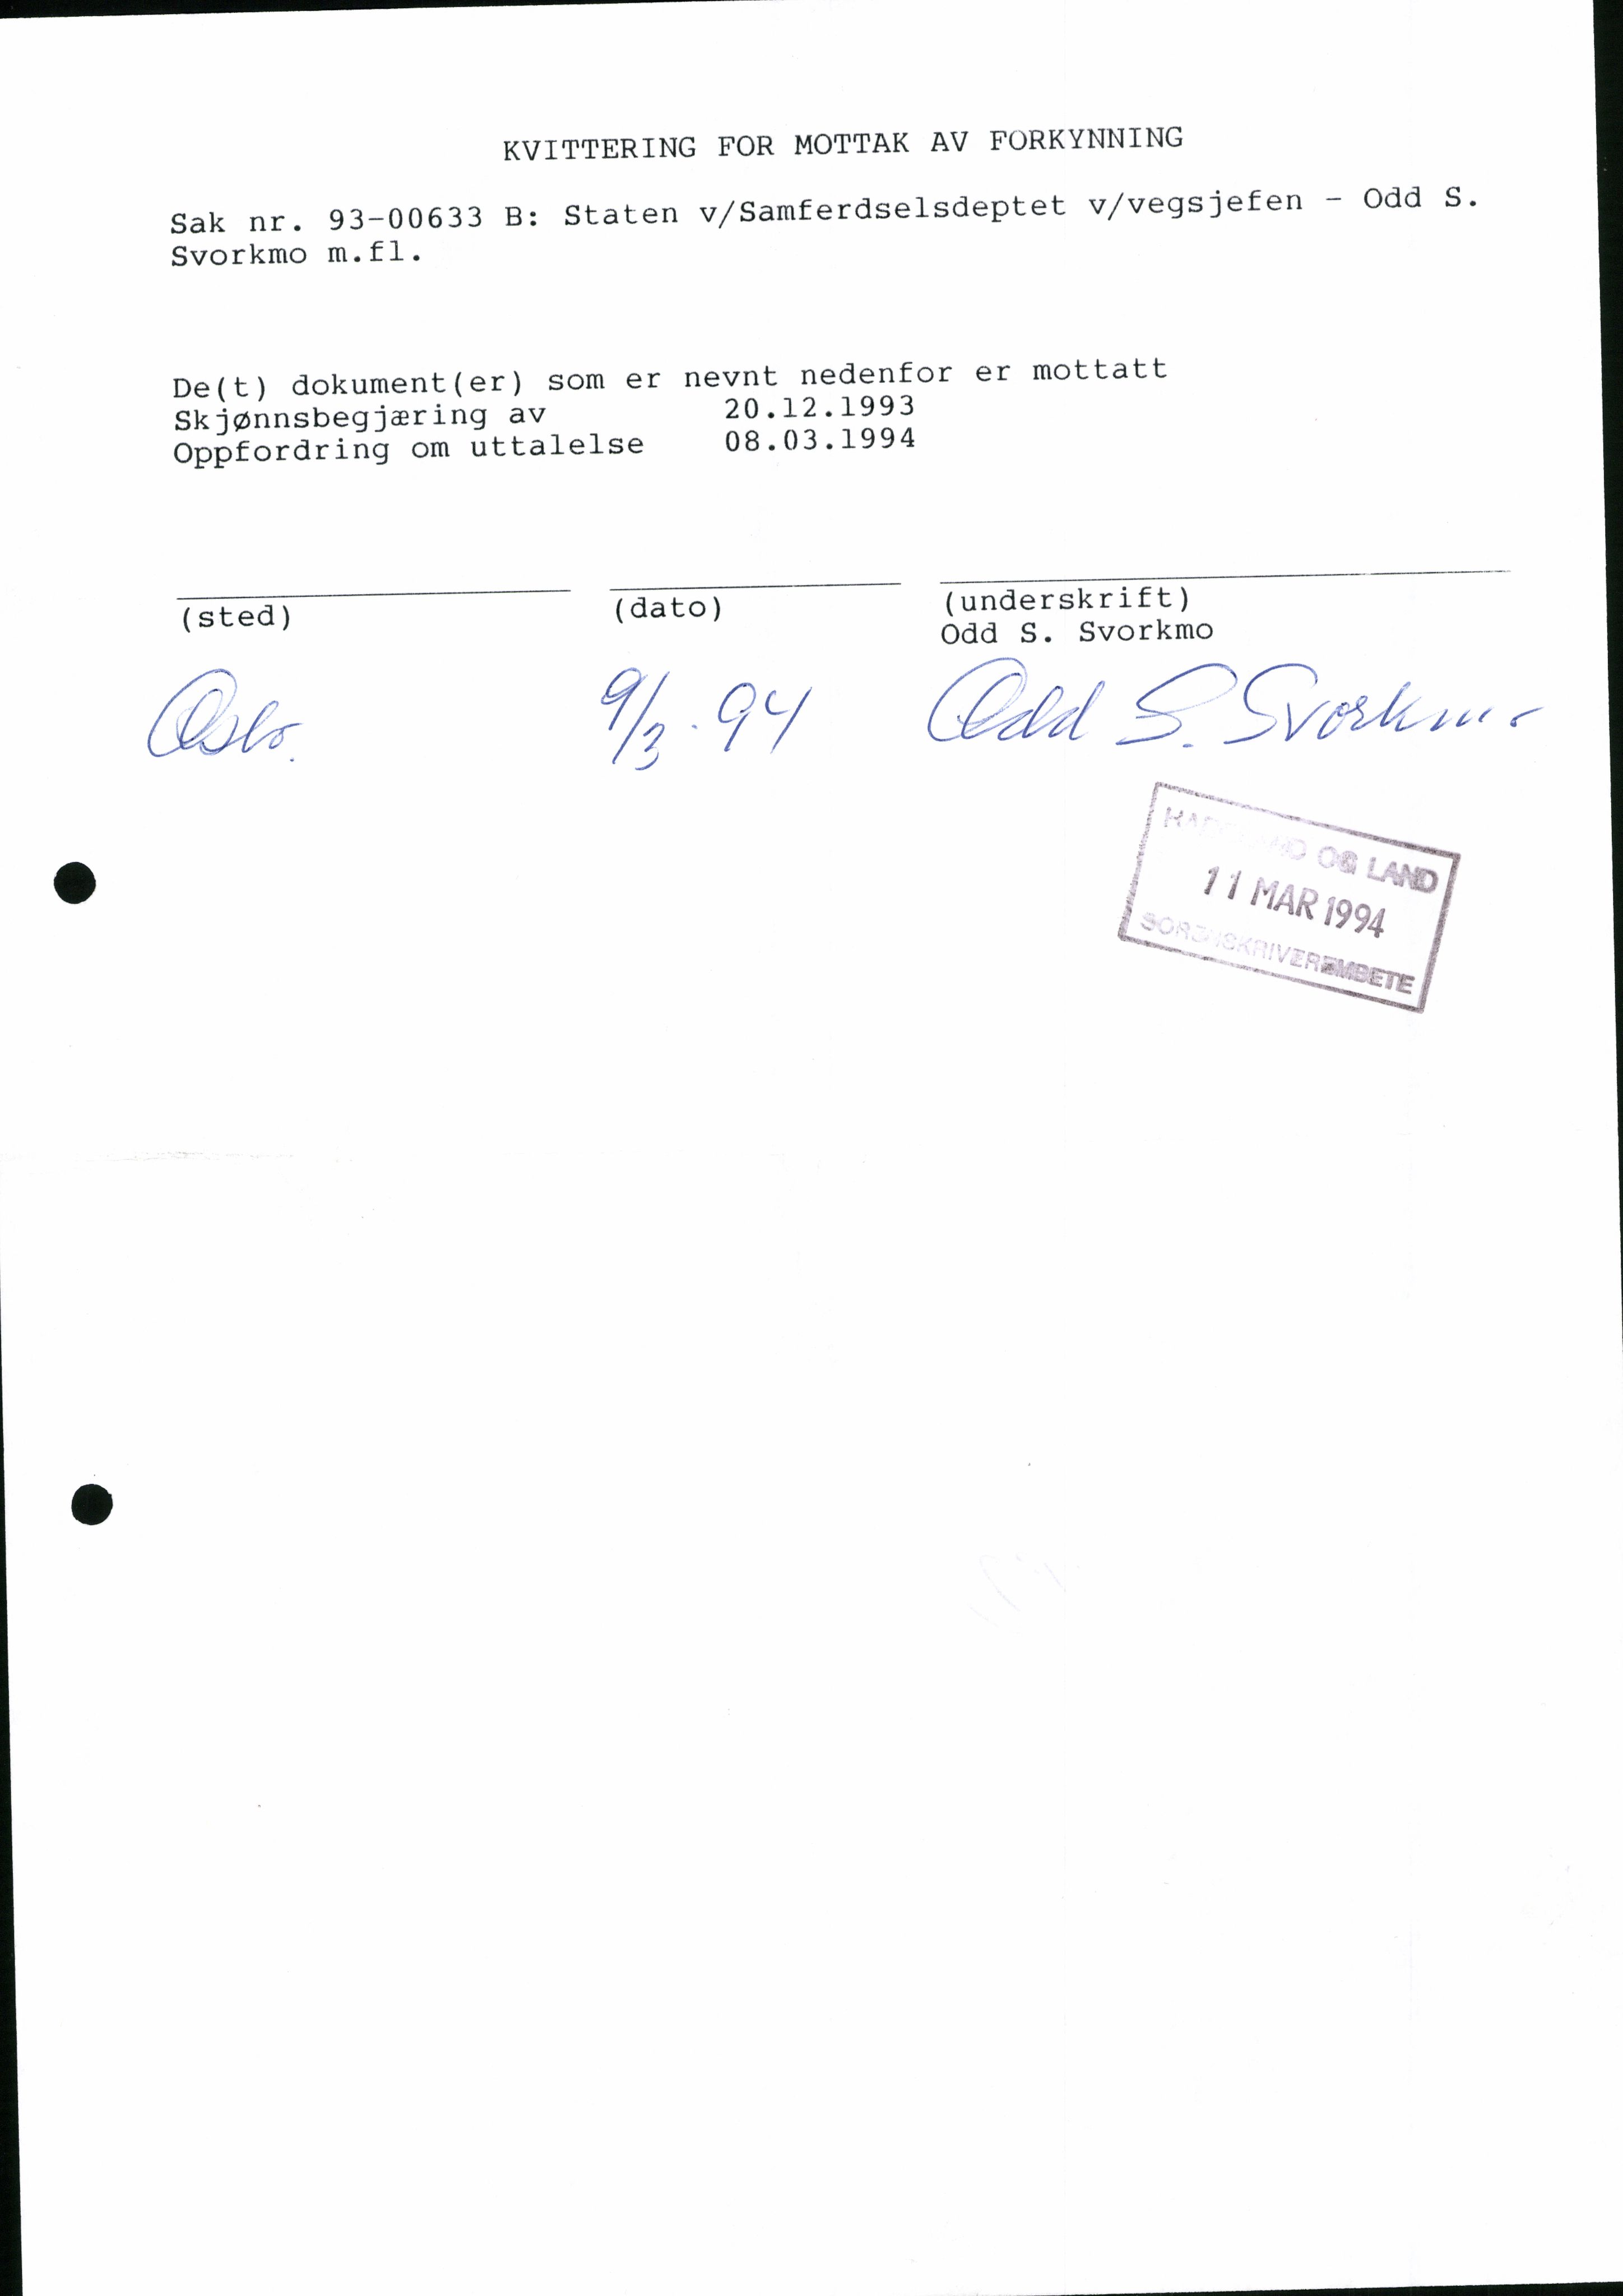 KVITTERING FOR MOTTAK AV FORKYNNING
Sak nr. 93-00633 B: Staten v/Samferdselsdeptet v/vegsjefen - Odd S.
Svorkmo m.fl.
De(t) dokument(er) som er nevnt nedenfor er mottatt
Skjønnsbegjæring av 20.12.1993
Oppfordring om uttalelse 08.03.1994
(sted) (dato) (underskrift)
Odd S. Svorkmo
Oslo. 9/3.94 Odd S. Svorkmo
HADELAND OG LAND
11 MAR 1994
SORENSKRIVEREMBETE